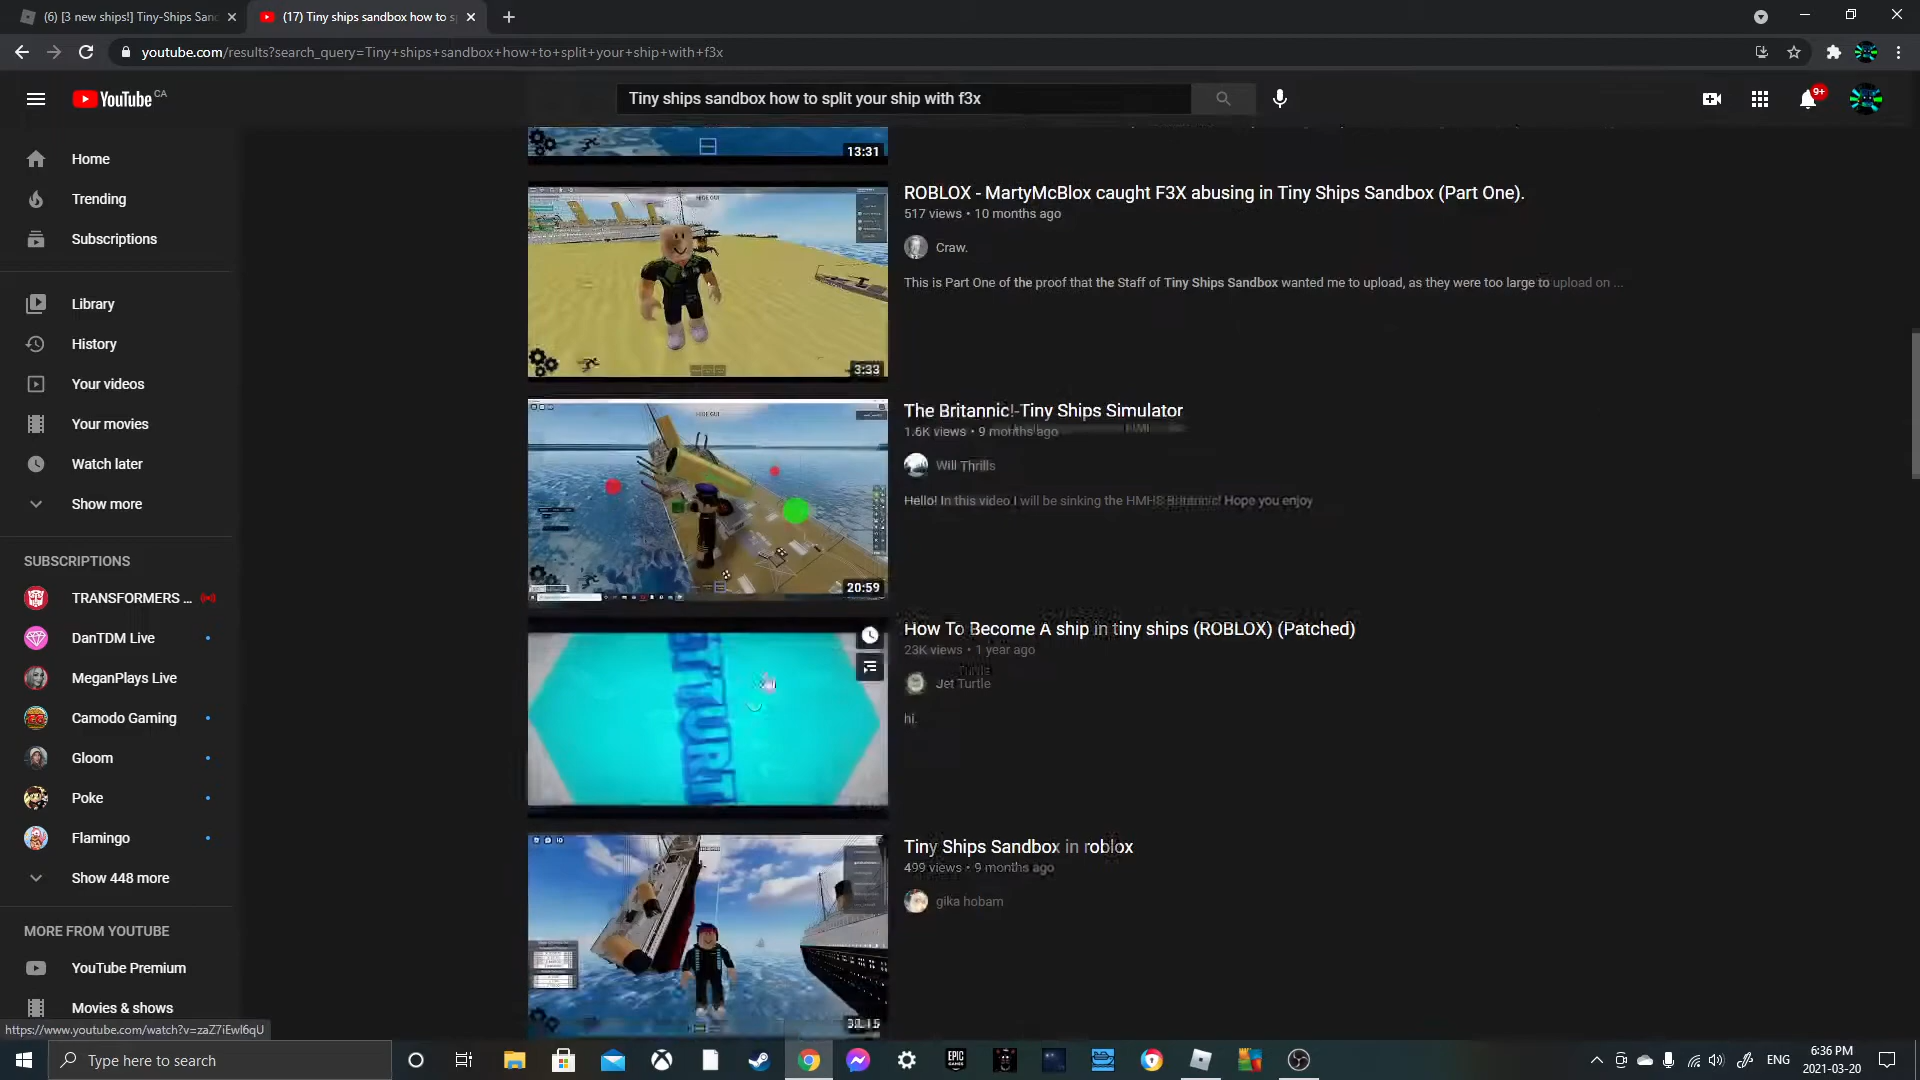 (6) [3 new ships!] Tiny-Ships San
(17) Tiny ships sandbox how to s
youtube.com/results?search_query=Tiny+ships+sandbox+how+to+split+your+ship+with+f3x
YouTube CA
Tiny ships sandbox how to split your ship with f3x
9+
Home
Trending
Subscriptions
Library
History
Your videos
Your movies
Watch later
Show more
SUBSCRIPTIONS
TRANSFORMERS ...
DanTDM Live
MeganPlays Live
Camodo Gaming
Gloom
Poke
Flamingo
Show 448 more
MORE FROM YOUTUBE
YouTube Premium
Movies & shows
13:31
HIDE GUI
3:33
ROBLOX - MartyMcBlox caught F3X abusing in Tiny Ships Sandbox (Part One).
517 views • 10 months ago
Craw.
This is Part One of the proof that the Staff of Tiny Ships Sandbox wanted me to upload, as they were too large to upload on ...
HIDE GUI
20:59
The Britannic!-Tiny Ships Simulator
1.6K views • 9 months ago
Will Thrills
Hello! In this video I will be sinking the HMHS Britannic! Hope you enjoy
How To Become A ship in tiny ships (ROBLOX) (Patched)
23K views • 1 year ago
Jet Turtle
hi.
Tiny Ships Sandbox in roblox
499 views • 9 months ago
gika hobam
https://www.youtube.com/watch?v=zaZ7iEwl6qU
Type here to search
EPIC GAMES
ENG
6:36 PM
2021-03-20